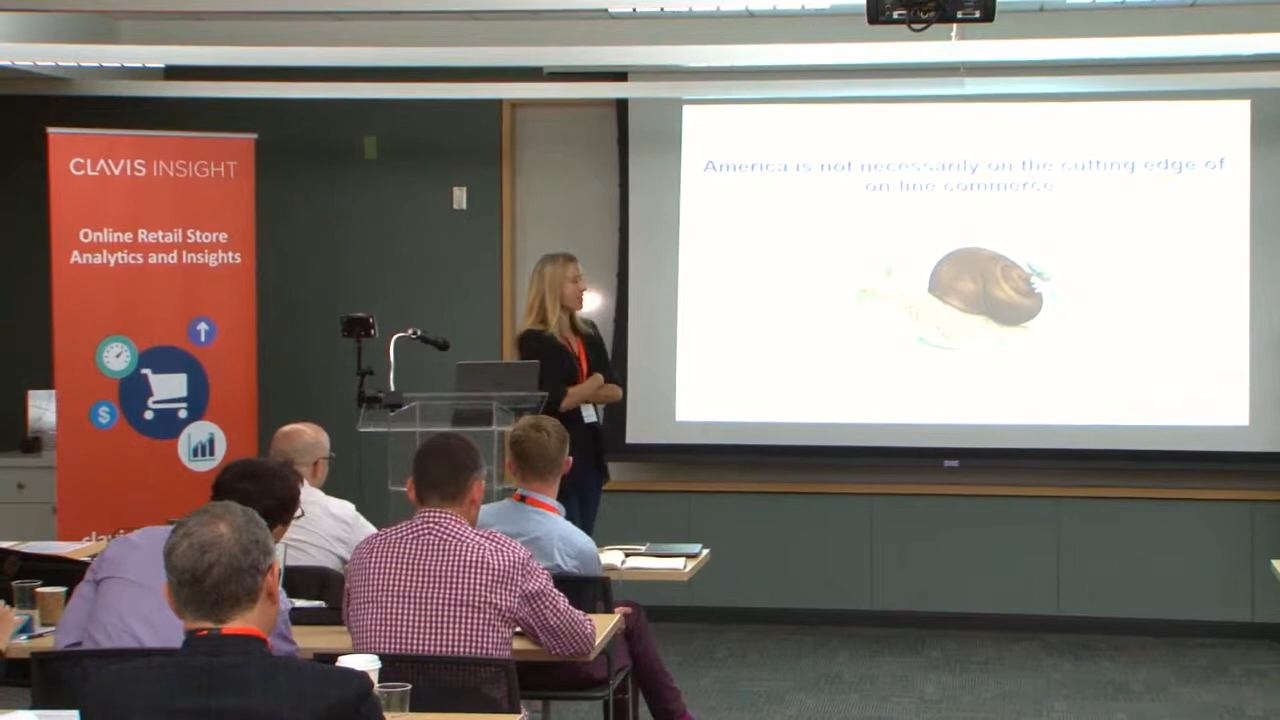 CLAVIS INSIGHT
Online Retail Store
Analytics and Insights
$
America is not necessarily on the cutting edge of
on-line commerce